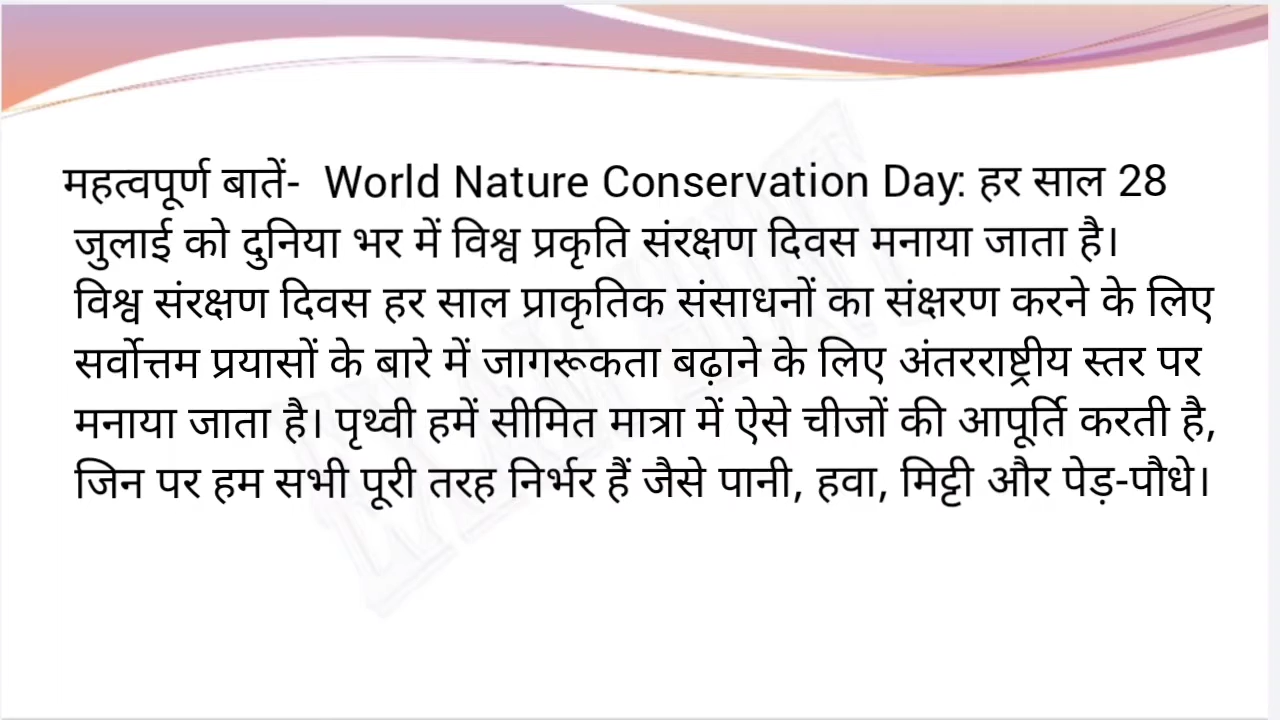 महत्वपूर्ण बातें- World Nature Conservation Day: हर साल 28
जुलाई को दुनिया भर में विश्व प्रकृति संरक्षण दिवस मनाया जाता है।
विश्व संरक्षण दिवस हर साल प्राकृतिक संसाधनों का संक्षरण करने के लिए
सर्वोत्तम प्रयासों के बारे में जागरूकता बढ़ाने के लिए अंतरराष्ट्रीय स्तर पर
मनाया जाता है। पृथ्वी हमें सीमित मात्रा में ऐसे चीजों की आपूर्ति करती है,
जिन पर हम सभी पूरी तरह निर्भर हैं जैसे पानी, हवा, मिट्टी और पेड़-पौधे।